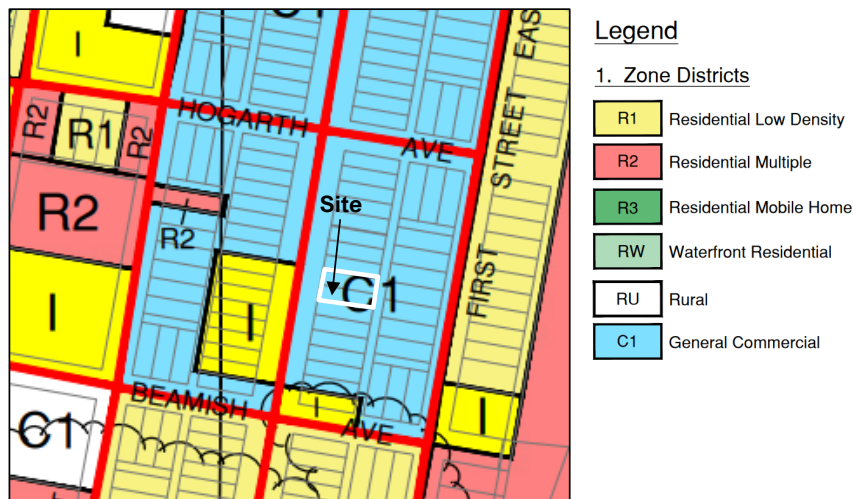 C1
I
HOGARTH
AVE
EAS
STREET
FIRST
R2
R1
R2
R2
R2
Site
C1
I
I
I
I
BEAMISH
AVE
C1
Legend
1. Zone Districts
R1 Residential Low Density
R2 Residential Multiple
R3 Residential Mobile Home
RW Waterfront Residential
RU Rural
C1 General Commercial